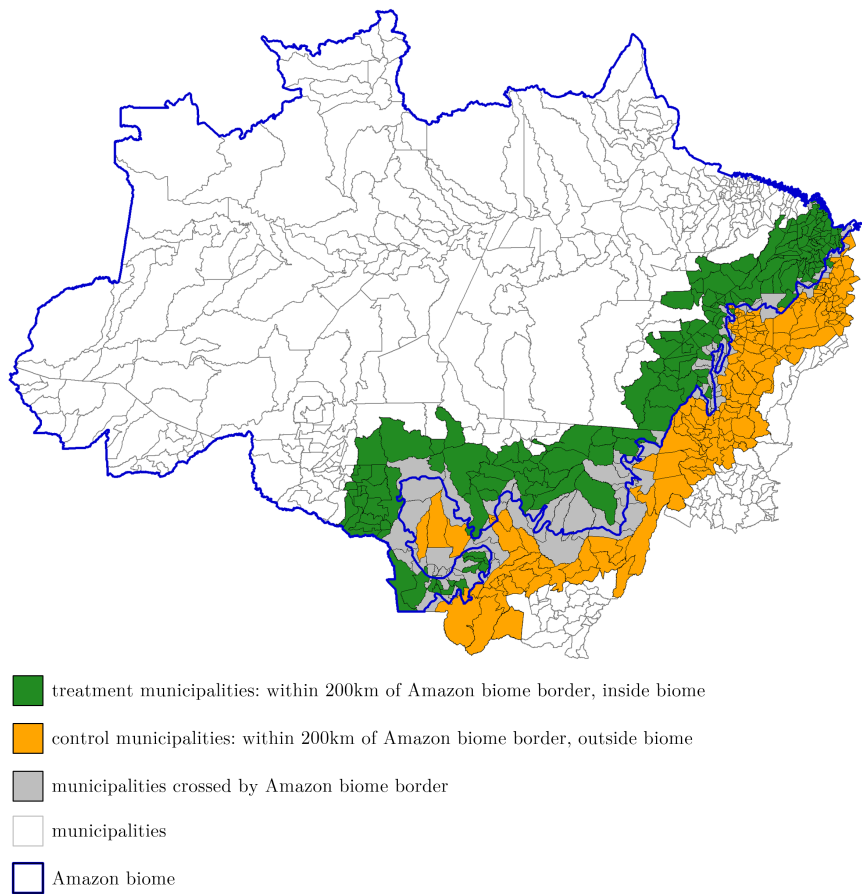 treatment municipalities: within 200km of Amazon biome border, inside biome
control municipalities: within 200km of Amazon biome border, outside biome
municipalities crossed by Amazon biome border
municipalities
Amazon biome